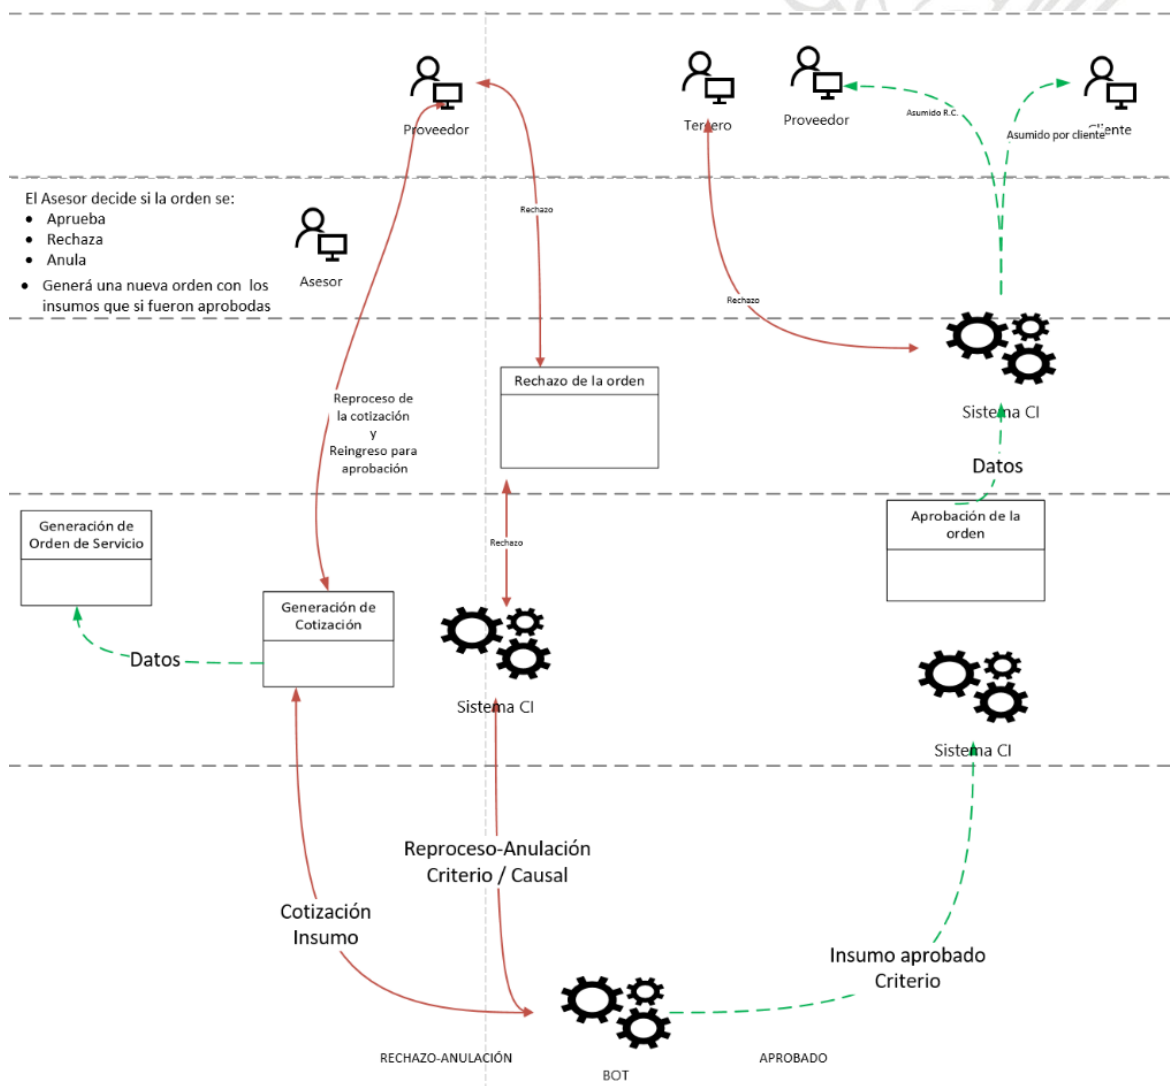 Proveedor
Tercero
Proveedor
Asumido R.C.
Asumido por cliente
Cliente
El Asesor decide si la orden se:
• Aprueba
• Rechaza
• Anula
• Generá una nueva orden con los
insumos que si fueron aprobodas
Asesor
Rechazo
Rechazo
Rechazo de la orden
Sistema CI
Reproceso de
la cotización
y
Reingreso para
aprobación
Datos
Generación de
Orden de Servicio
Aprobación de la
orden
Rechazo
Generación de
Cotización
Datos
Sistema CI
Sistema CI
Reproceso-Anulación
Criterio / Causal
Cotización
Insumo
Insumo aprobado
Criterio
RECHAZO-ANULACIÓN
APROBADO
BOT